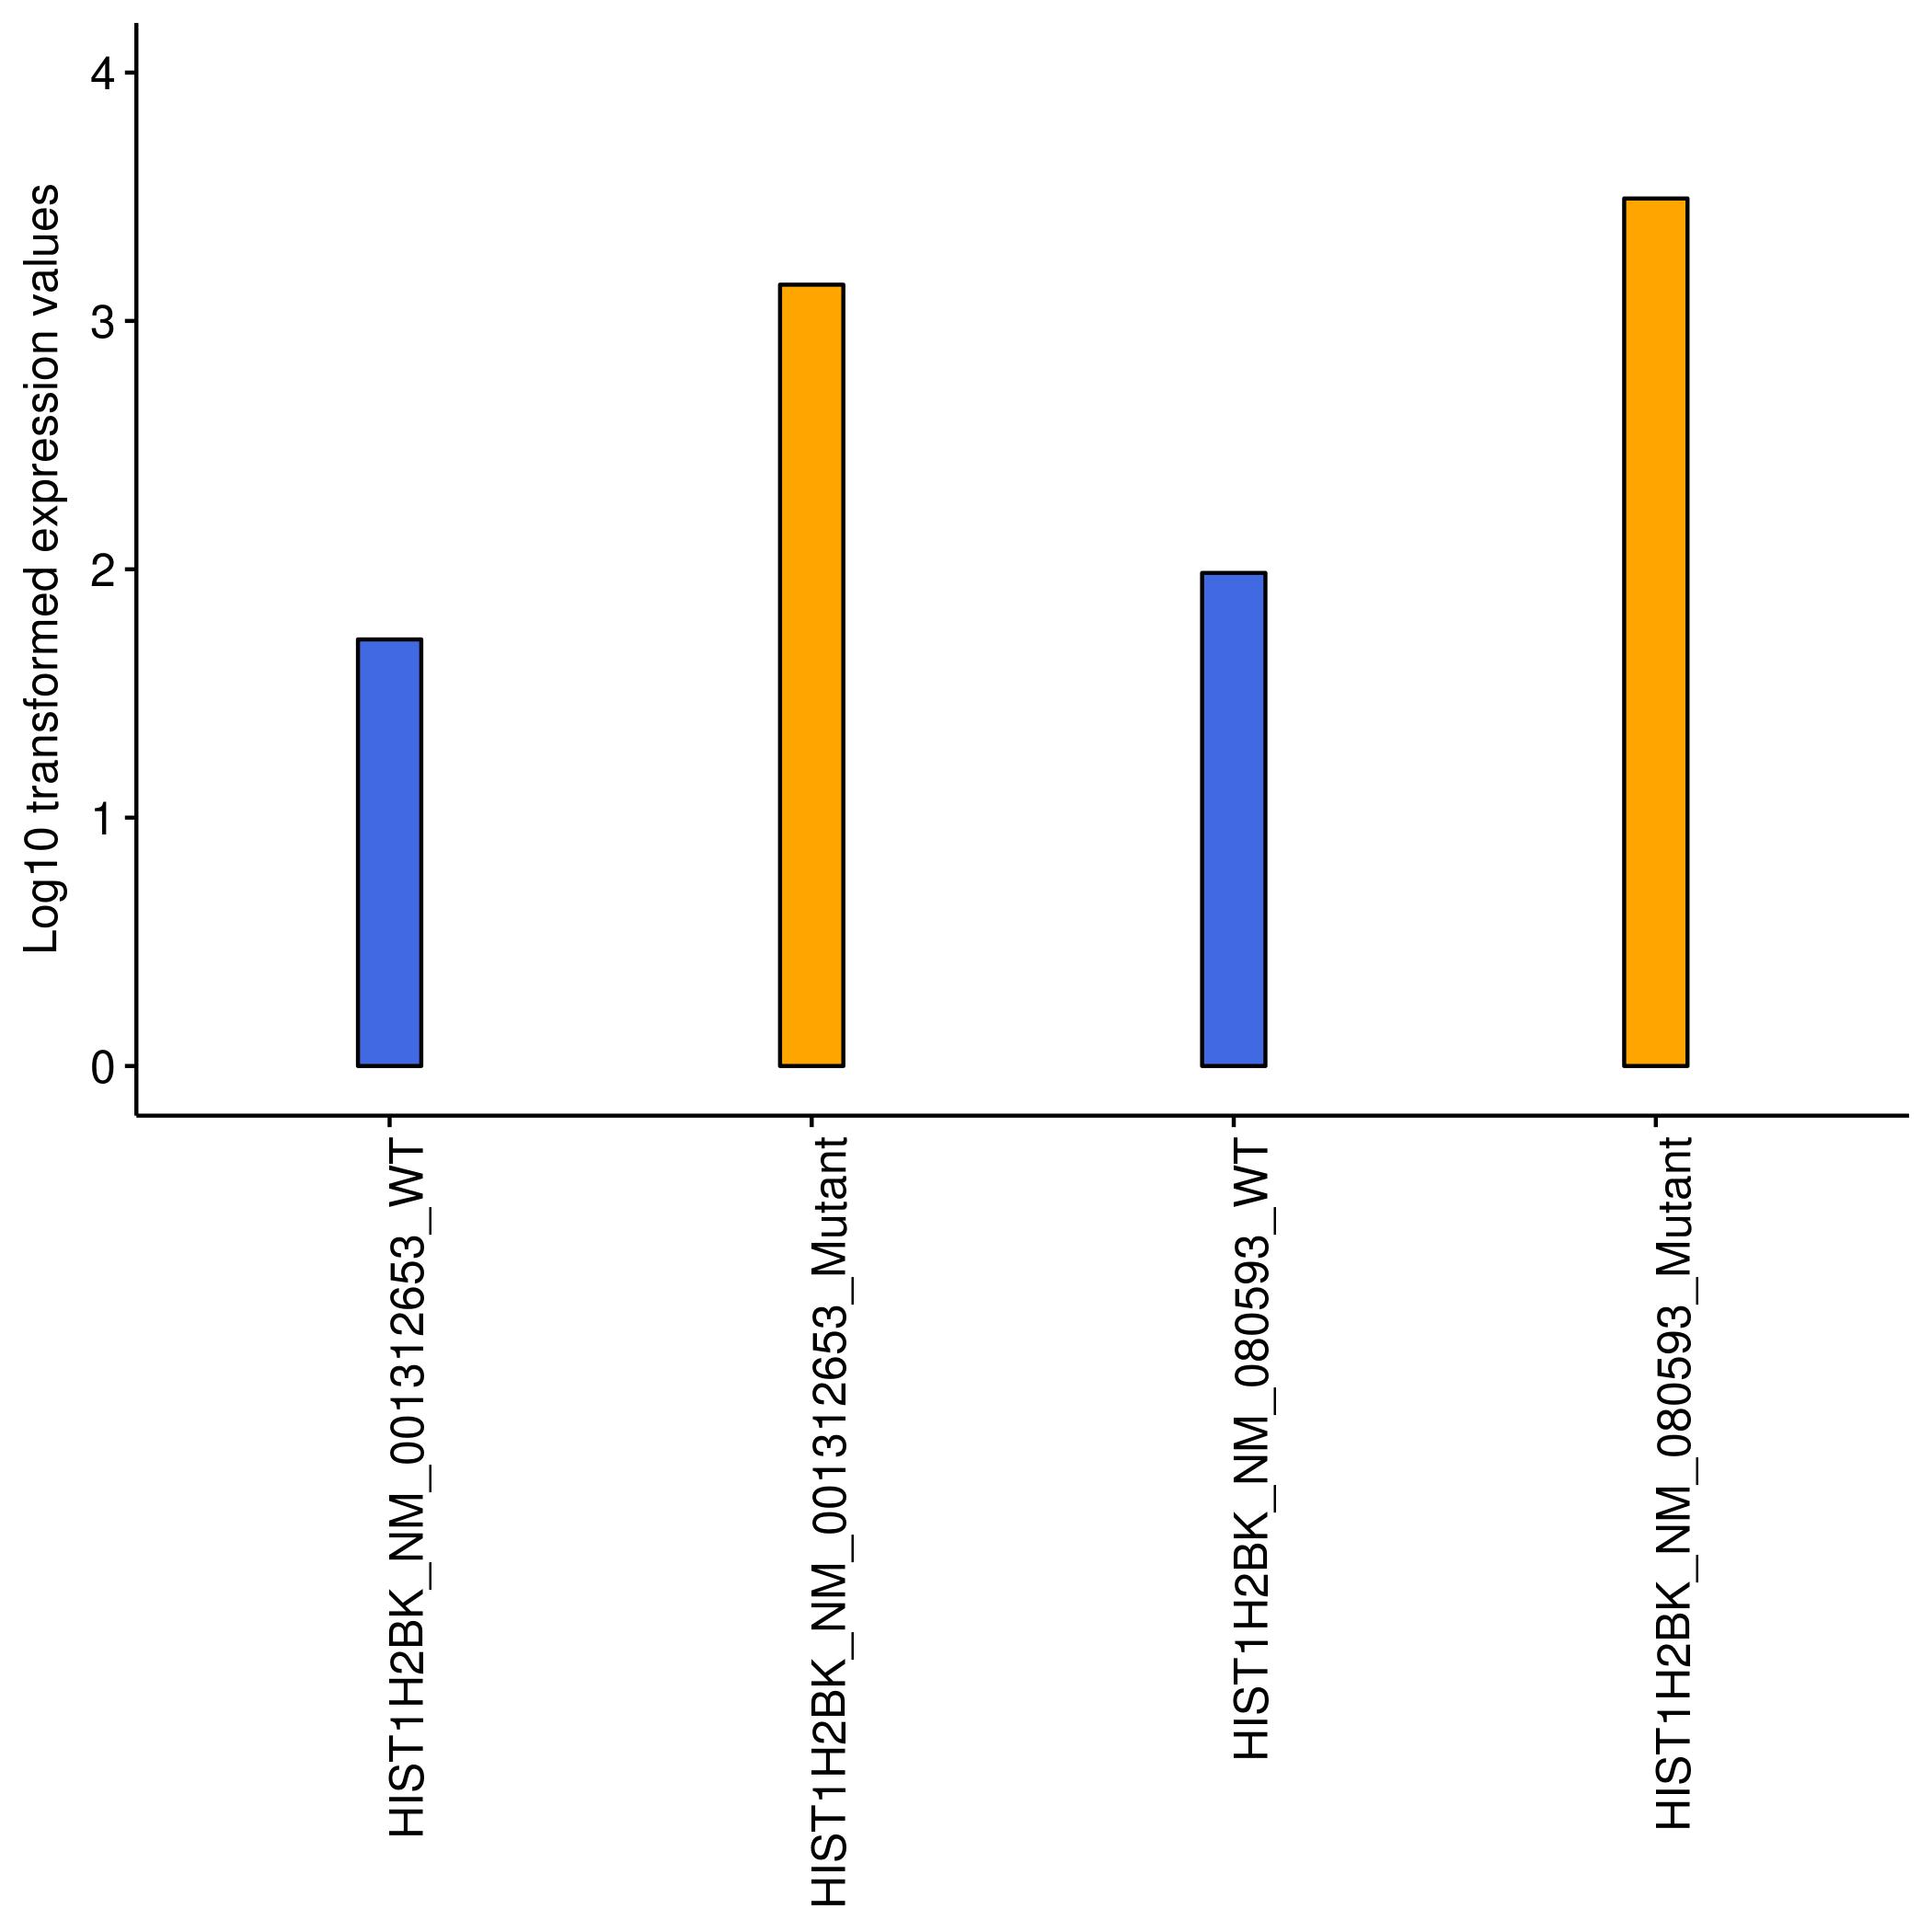 Log10 transformed expression values
4
3
2
1
0
HIST1H2BK_NM_001312653_WT
HIST1H2BK_NM_001312653_Mutant
HIST1H2BK_NM_080593_WT
HIST1H2BK_NM_080593_Mutant